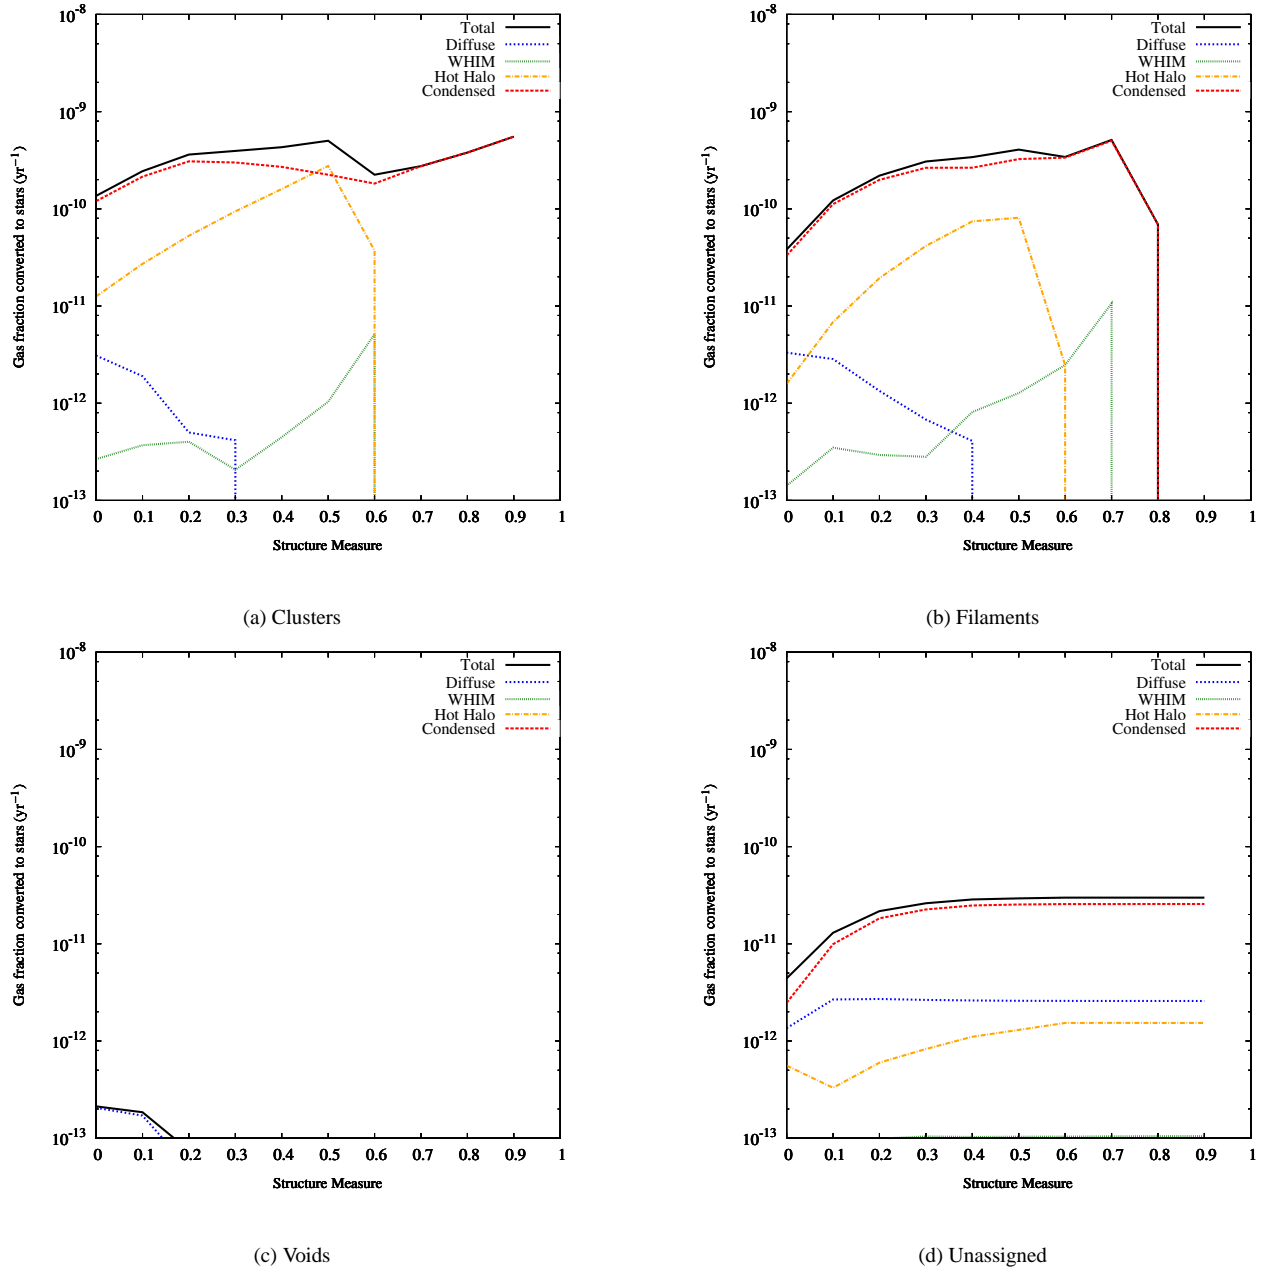 10^-8
10^-9
10^-10
10^-11
10^-12
10^-13
Gas fraction converted to stars (yr^-1)
Total
Diffuse
WHIM
Hot Halo
Condensed
0 0.1 0.2 0.3 0.4 0.5 0.6 0.7 0.8 0.9 1
Structure Measure
(a) Clusters
10^-8
10^-9
10^-10
10^-11
10^-12
10^-13
Gas fraction converted to stars (yr^-1)
Total
Diffuse
WHIM
Hot Halo
Condensed
0 0.1 0.2 0.3 0.4 0.5 0.6 0.7 0.8 0.9 1
Structure Measure
(b) Filaments
10^-8
10^-9
10^-10
10^-11
10^-12
10^-13
Gas fraction converted to stars (yr^-1)
Total
Diffuse
WHIM
Hot Halo
Condensed
0 0.1 0.2 0.3 0.4 0.5 0.6 0.7 0.8 0.9 1
Structure Measure
(c) Voids
10^-8
10^-9
10^-10
10^-11
10^-12
10^-13
Gas fraction converted to stars (yr^-1)
Total
Diffuse
WHIM
Hot Halo
Condensed
0 0.1 0.2 0.3 0.4 0.5 0.6 0.7 0.8 0.9 1
Structure Measure
(d) Unassigned